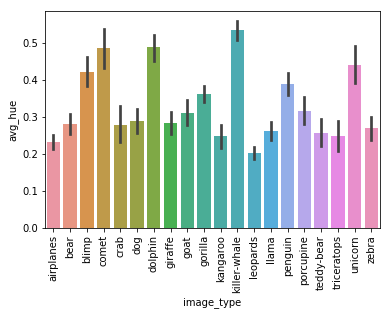 avg_hue
0.5
0.4
0.3
0.2
0.1
0.0
airplanes
bear
blimp
comet
crab
dog
dolphin
giraffe
goat
gorilla
kangaroo
killer-whale
leopards
llama
penguin
porcupine
teddy-bear
triceratops
unicorn
zebra
image_type